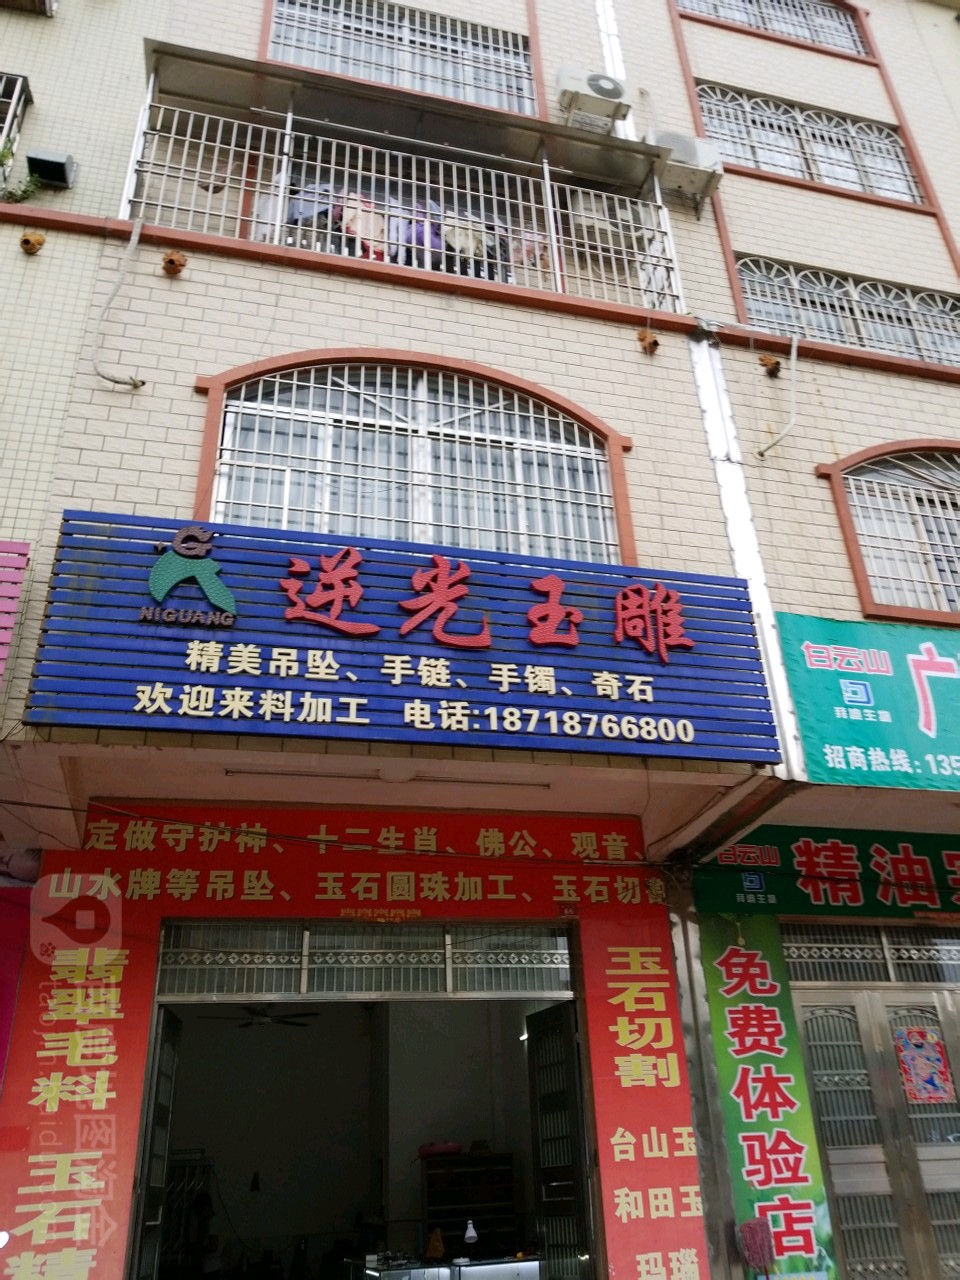 G
NIGUANG
逆光玉雕
精美吊坠、手链、手镯、奇石
欢迎来料加工 电话:18718766800
定做守护神、十二生肖、佛公、观音、
山水牌等吊坠、玉石圆珠加工、玉石切割
翡翠毛料 玉石精
玉石切割
台山玉
和田玉
玛瑙
白云山
广
招商热线:135
白云山
精油
免费体验店